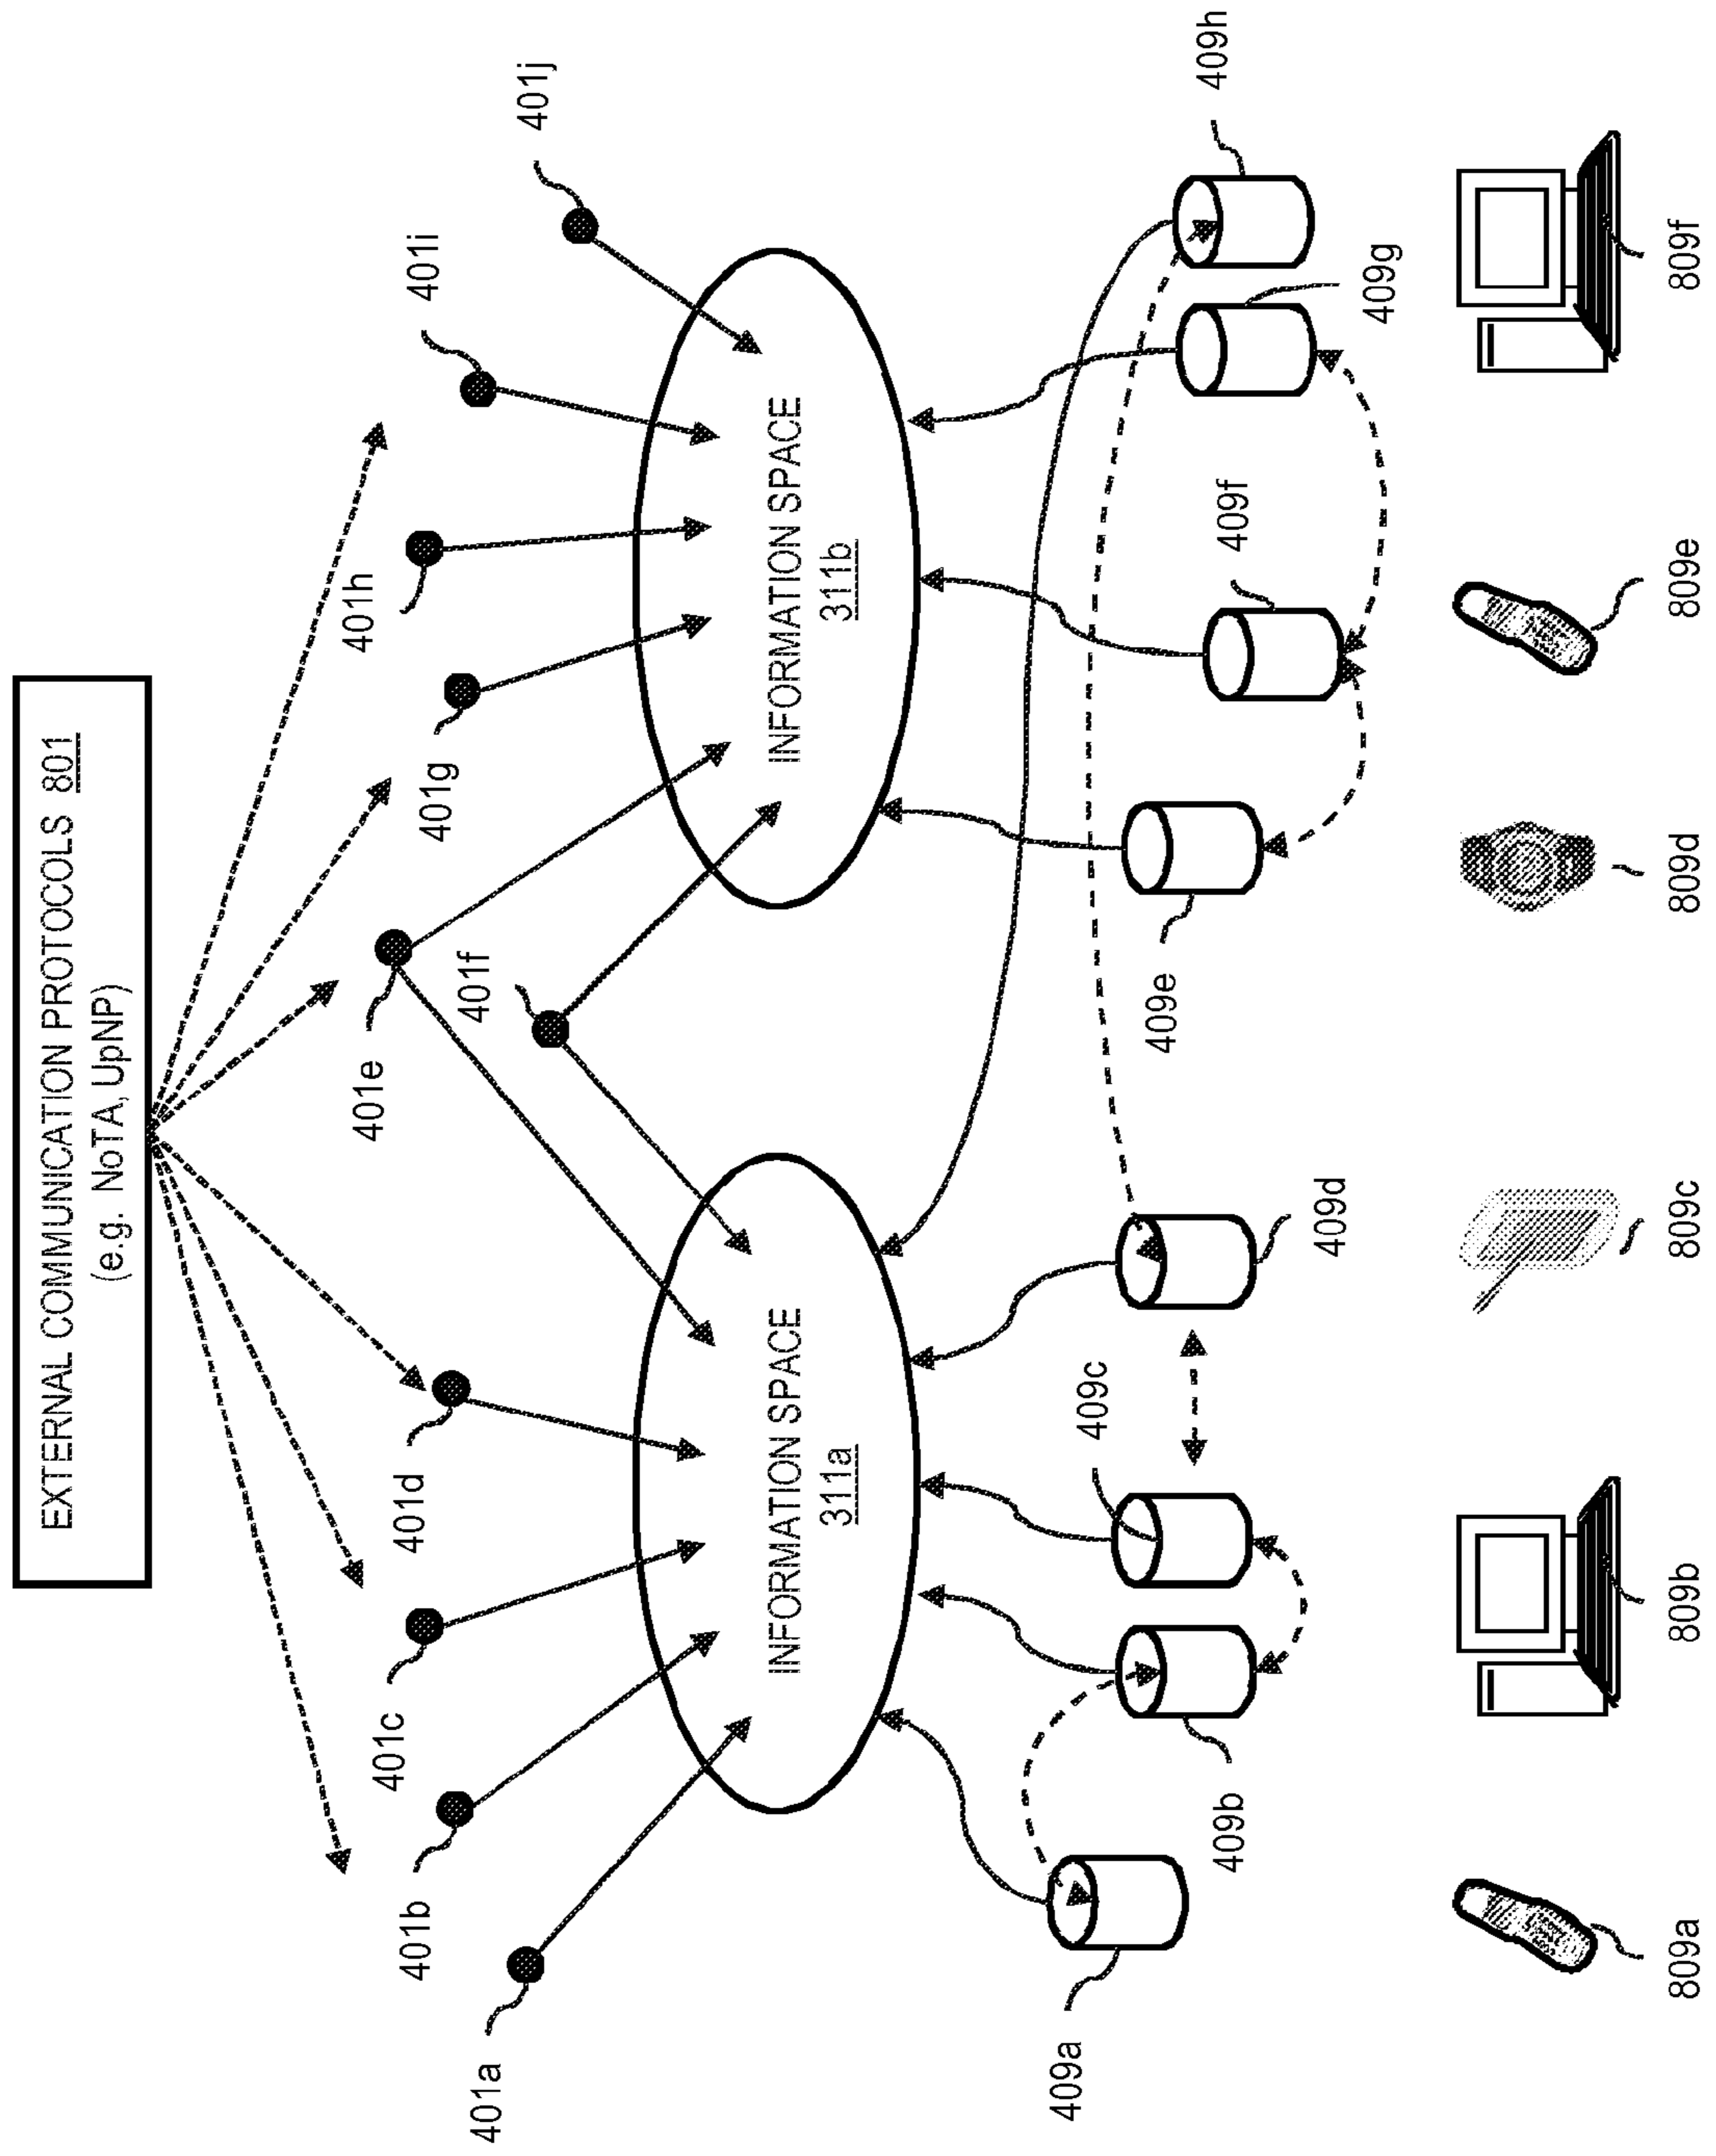 EXTERNAL COMMUNICATION PROTOCOLS 801
(e.g. NoTA, UpNP)
401a
401b
401c
401d
401e
401f
401g
401h
401i
401j
INFORMATION SPACE
311a
INFORMATION SPACE
311b
409a
409b
409c
409d
409e
409f
409g
409h
809a
809b
809c
809d
809e
809f